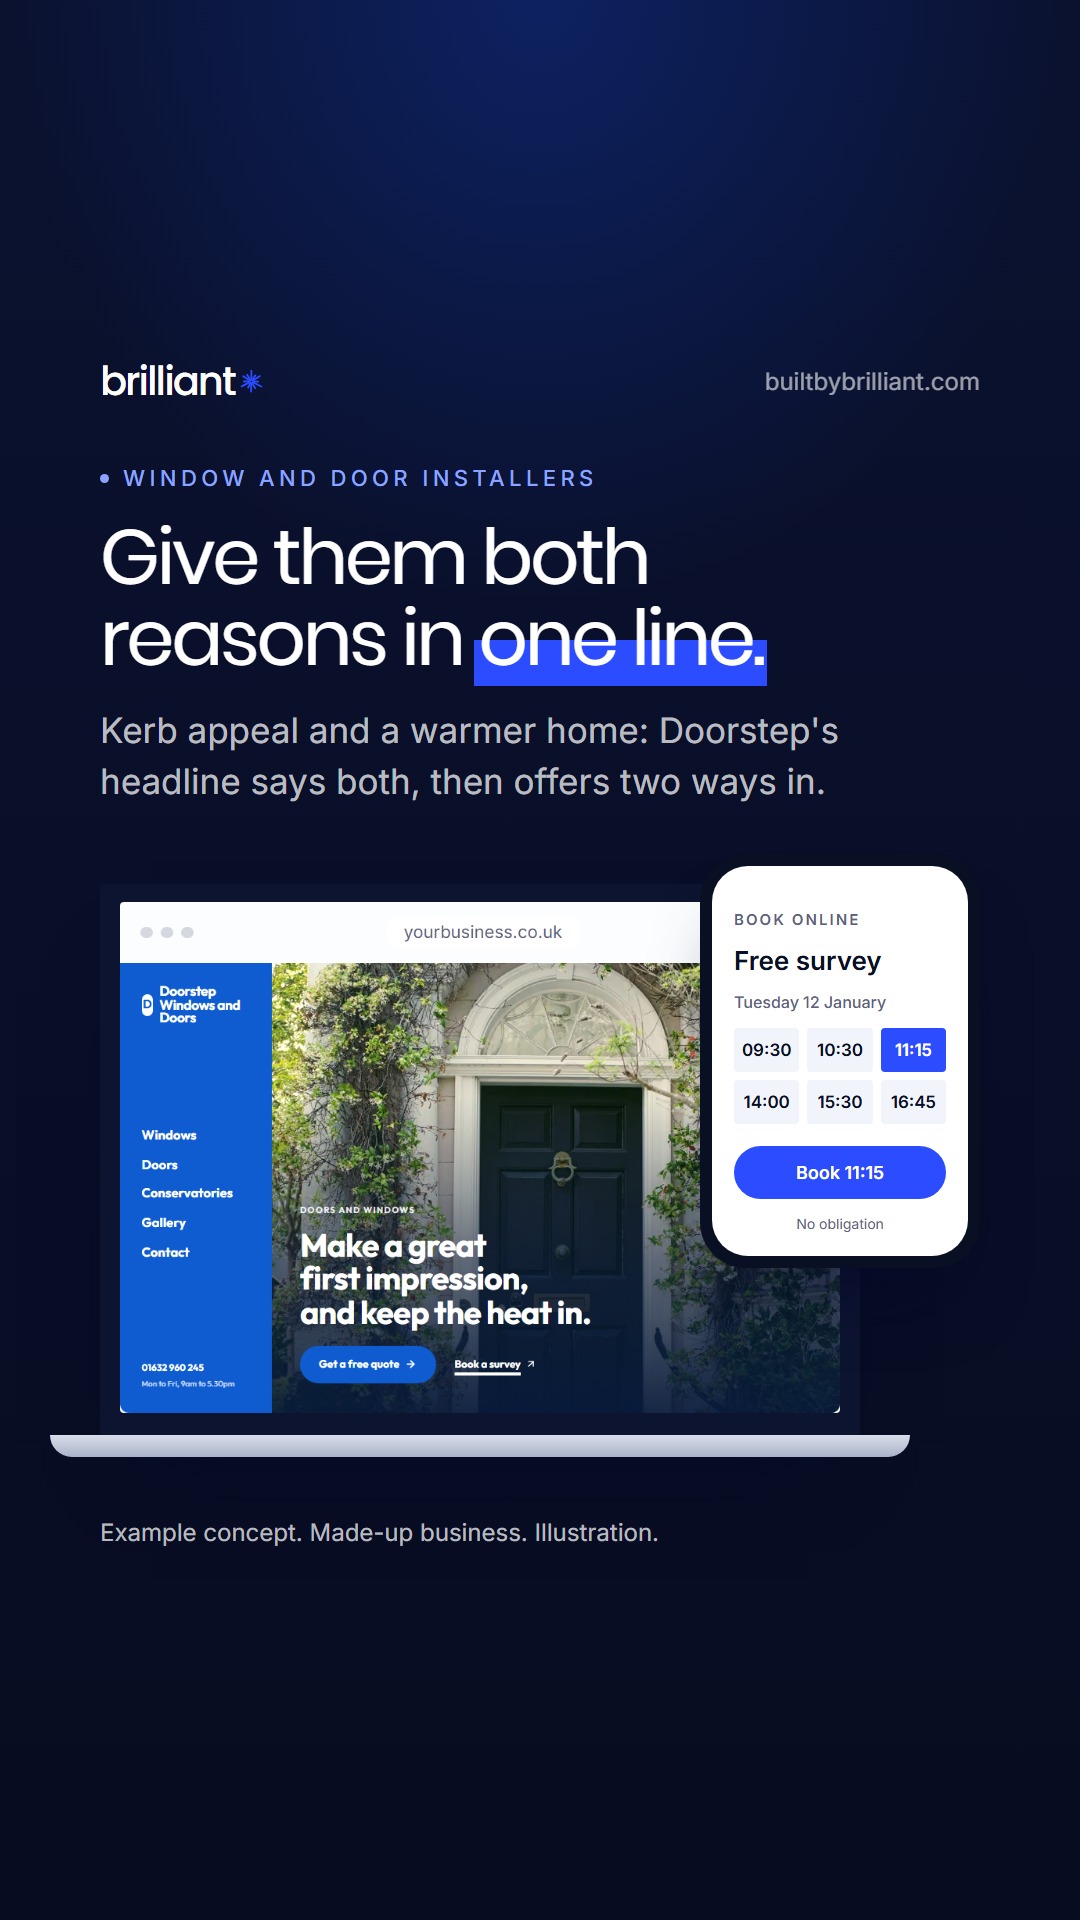 brilliant
builtbybrilliant.com
WINDOW AND DOOR INSTALLERS
Give them both
reasons in one line.
Kerb appeal and a warmer home: Doorstep's
headline says both, then offers two ways in.
yourbusiness.co.uk
D
Doorstep
Windows and
Doors
Windows
Doors
Conservatories
Gallery
Contact
01632 960 245
Mon to Fri, 9am to 5.30pm
DOORS AND WINDOWS
Make a great
first impression,
and keep the heat in.
Get a free quote →
Book a survey ↗
BOOK ONLINE
Free survey
Tuesday 12 January
09:30 10:30 11:15
14:00 15:30 16:45
Book 11:15
No obligation
Example concept. Made-up business. Illustration.